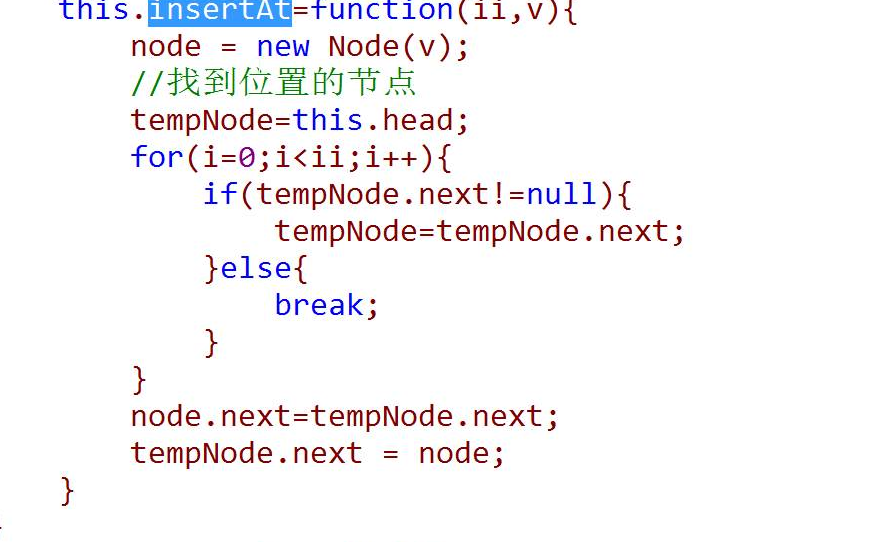 this.insertAt=function(ii,v){
node = new Node(v);
//找到位置的节点
tempNode=this.head;
for(i=0;i<ii;i++){
if(tempNode.next!=null){
tempNode=tempNode.next;
}else{
break;
}
}
node.next=tempNode.next;
tempNode.next = node;
}